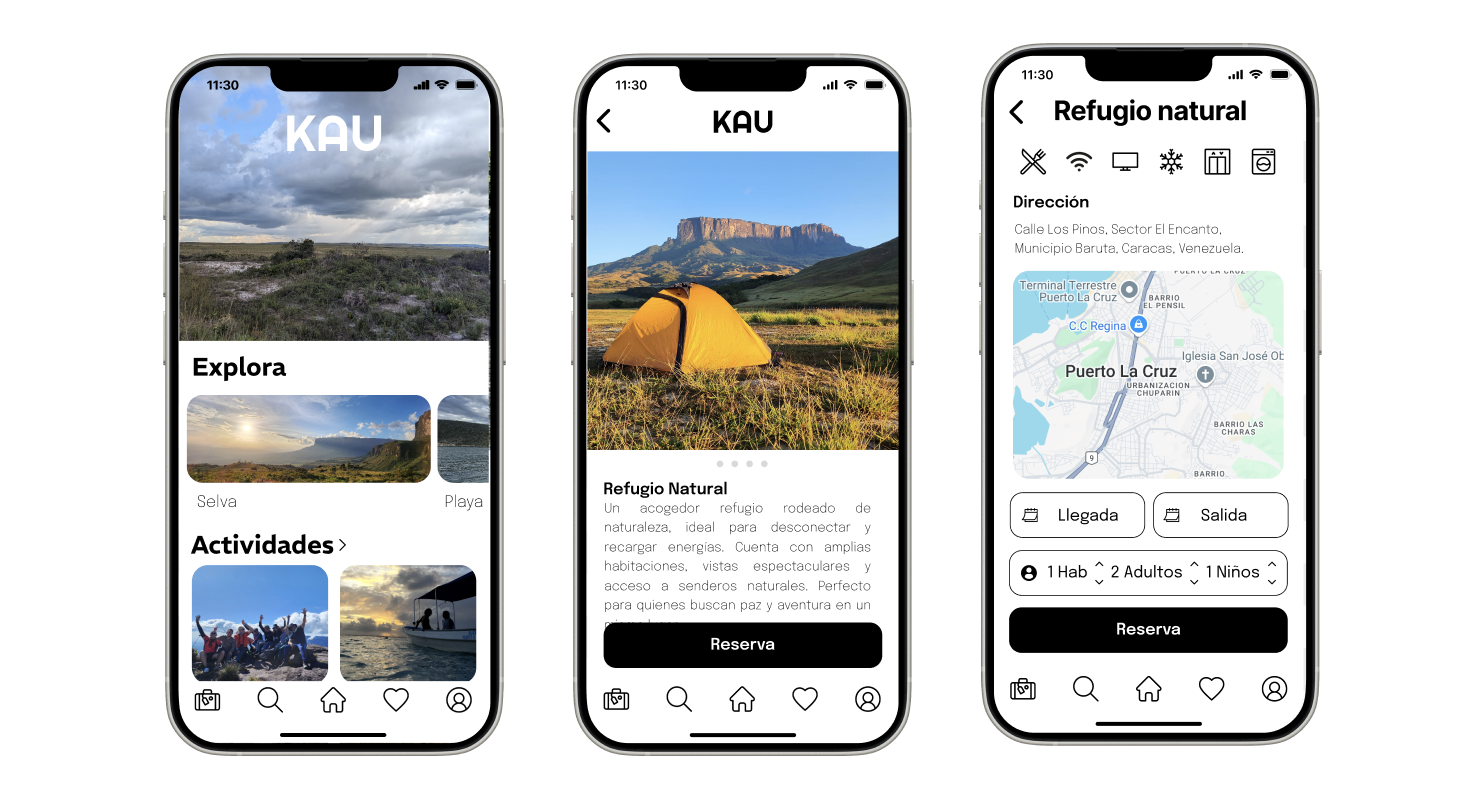 11:30
KAU
Explora
Selva
Playa
Actividades
11:30
KAU
Refugio Natural
Un acogedor refugio rodeado de
naturaleza, ideal para desconectar y
recargar energías. Cuenta con amplias
habitaciones, vistas espectaculares y
acceso a senderos naturales. Perfecto
para quienes buscan paz y aventura en un
Reserva
11:30
Refugio natural
Dirección
Calle Los Pinos, Sector El Encanto,
Municipio Baruta, Caracas, Venezuela.
PUERTO LA CRUZ
Terminal Terrestre
Puerto La Cruz
BARRIO
EL PENSIL
C.C Regina
Iglesia San José Ob
Puerto La Cruz
URBANIZACION
CHUPARIN
BARRIO LAS
CHARAS
9
BARRIO
Llegada
Salida
1 Hab
2 Adultos
1 Niños
Reserva